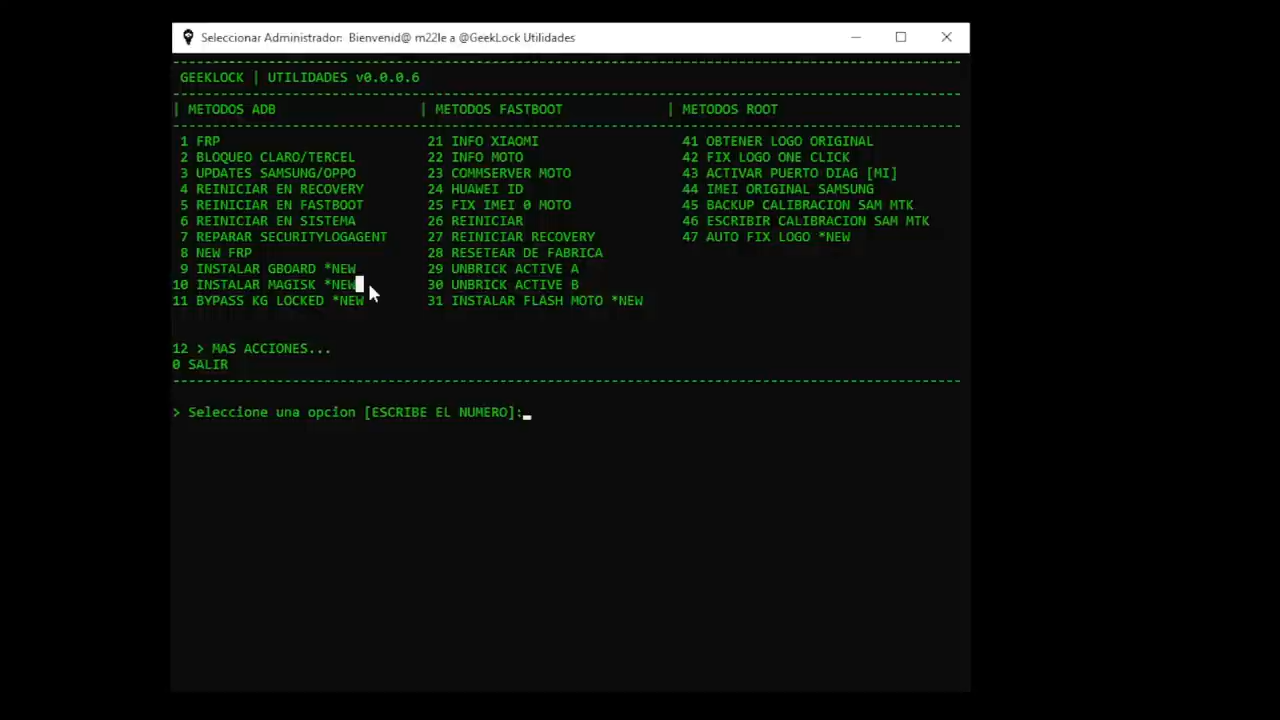 Seleccionar Administrador: Bienvenid@ m22le a @GeekLock Utilidades
GEEKLOCK | UTILIDADES v0.0.0.6
| METODOS ADB | METODOS FASTBOOT | METODOS ROOT
1 FRP 21 INFO XIAOMI 41 OBTENER LOGO ORIGINAL
2 BLOQUEO CLARO/TERCEL 22 INFO MOTO 42 FIX LOGO ONE CLICK
3 UPDATES SAMSUNG/OPPO 23 COMMSERVER MOTO 43 ACTIVAR PUERTO DIAG [MI]
4 REINICIAR EN RECOVERY 24 HUAWEI ID 44 IMEI ORIGINAL SAMSUNG
5 REINICIAR EN FASTBOOT 25 FIX IMEI 0 MOTO 45 BACKUP CALIBRACION SAM MTK
6 REINICIAR EN SISTEMA 26 REINICIAR 46 ESCRIBIR CALIBRACION SAM MTK
7 REPARAR SECURITYLOGAGENT 27 REINICIAR RECOVERY 47 AUTO FIX LOGO *NEW
8 NEW FRP 28 RESETEAR DE FABRICA
9 INSTALAR GBOARD *NEW 29 UNBRICK ACTIVE A
10 INSTALAR MAGISK *NEW 30 UNBRICK ACTIVE B
11 BYPASS KG LOCKED *NEW 31 INSTALAR FLASH MOTO *NEW
12 > MAS ACCIONES...
0 SALIR
> Seleccione una opcion [ESCRIBE EL NUMERO]: